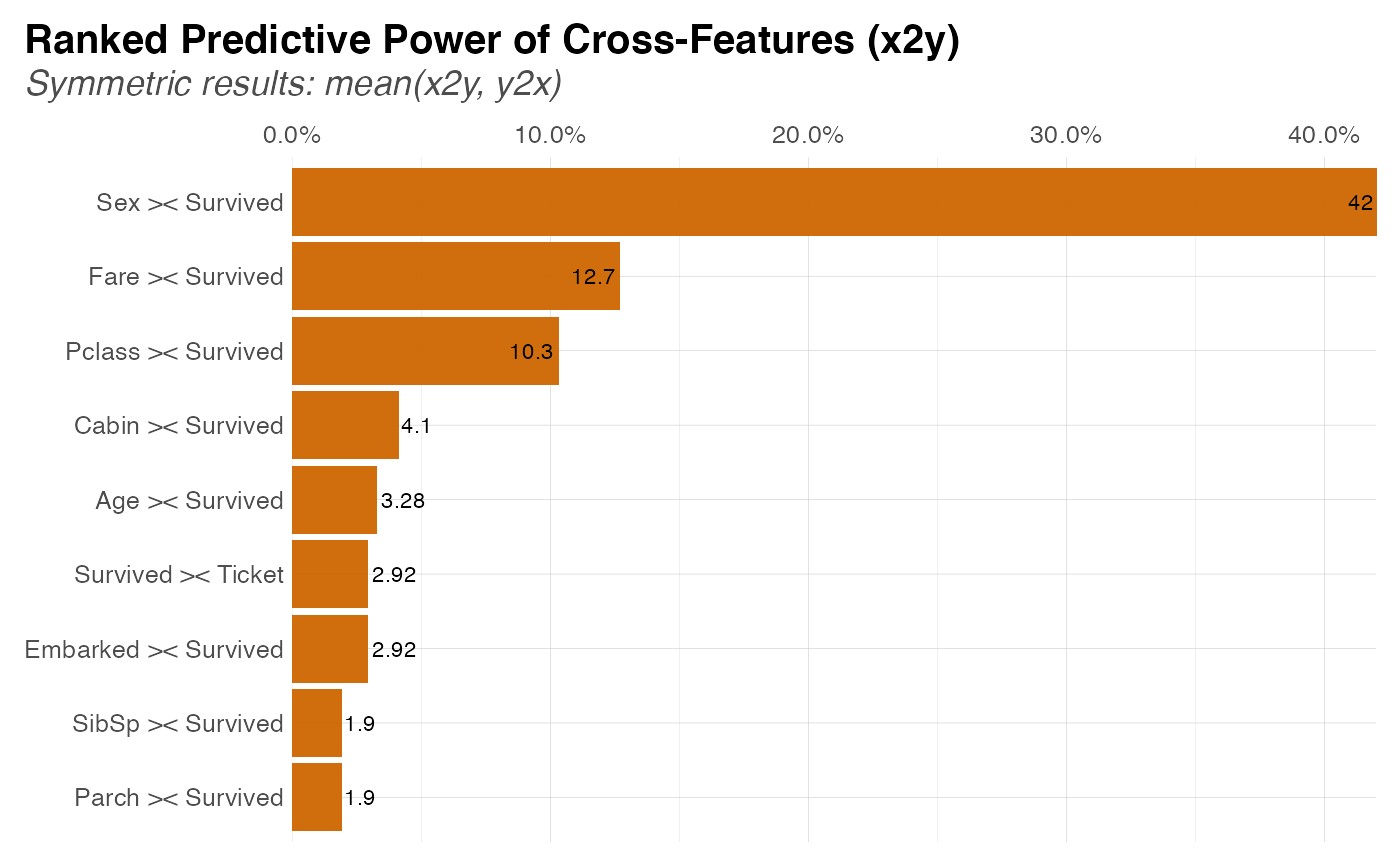 Ranked Predictive Power of Cross-Features (x2y)
Symmetric results: mean(x2y, y2x)
0.0% 10.0% 20.0% 30.0% 40.0%
Sex >< Survived 42
Fare >< Survived 12.7
Pclass >< Survived 10.3
Cabin >< Survived 4.1
Age >< Survived 3.28
Survived >< Ticket 2.92
Embarked >< Survived 2.92
SibSp >< Survived 1.9
Parch >< Survived 1.9